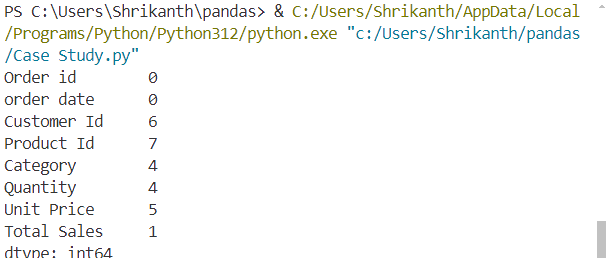 PS C:\Users\Shrikanth\pandas> & C:/Users/Shrikanth/AppData/Local
/Programs/Python/Python312/python.exe "c:/Users/Shrikanth/pandas
/Case Study.py"
Order id       0
order date     0
Customer Id    6
Product Id     7
Category       4
Quantity       4
Unit Price     5
Total Sales    1
dtype: int64